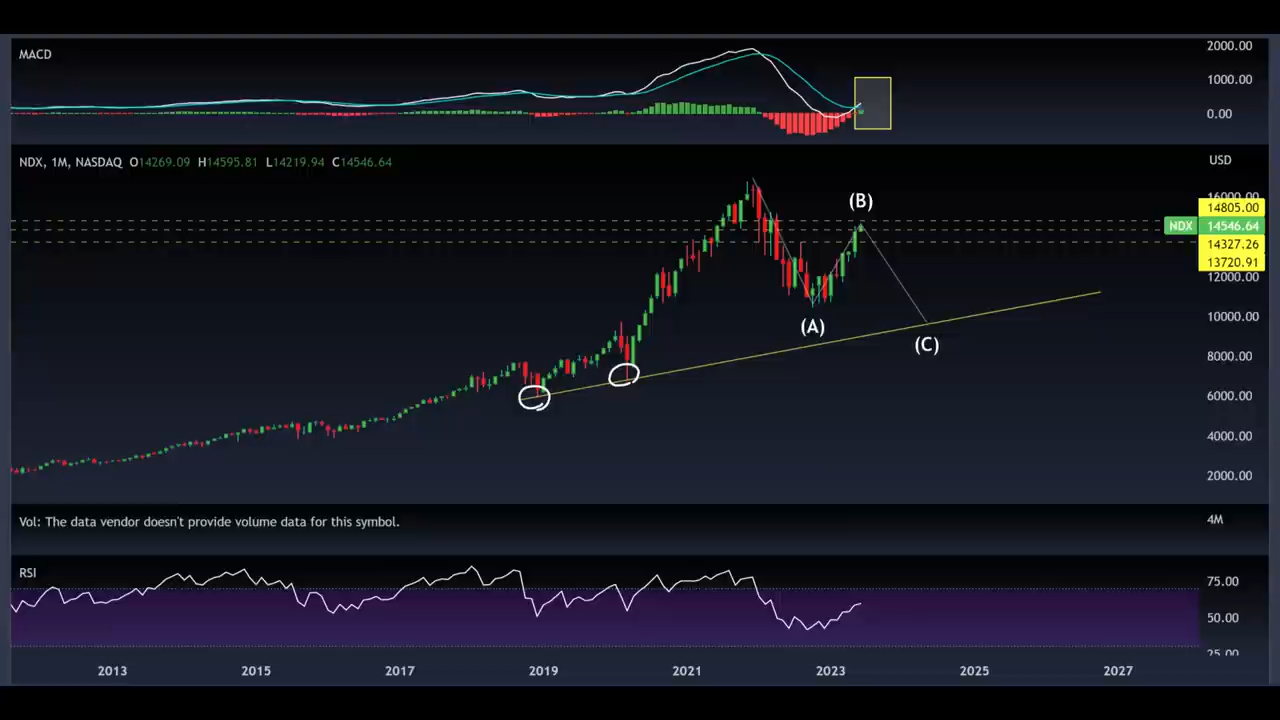 MACD
2000.00
1000.00
0.00
NDX, 1M, NASDAQ O14269.09 H14595.81 L14219.94 C14546.64
USD
16000.00
(B)
14805.00
NDX 14546.64
14327.26
13720.91
12000.00
(A)
10000.00
(C)
8000.00
6000.00
4000.00
2000.00
Vol: The data vendor doesn't provide volume data for this symbol.
4M
RSI
75.00
50.00
25.00
2013 2015 2017 2019 2021 2023 2025 2027